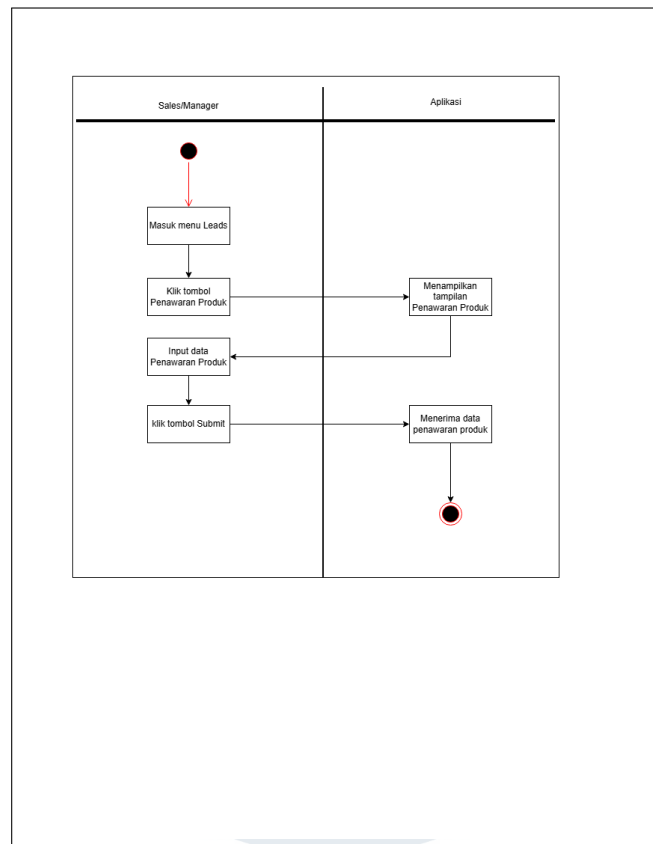 Sales/Manager
Aplikasi
Masuk menu Leads
Klik tombol
Penawaran Produk
Menampilkan
tampilan
Penawaran Produk
Input data
Penawaran Produk
klik tombol Submit
Menerima data
penawaran produk